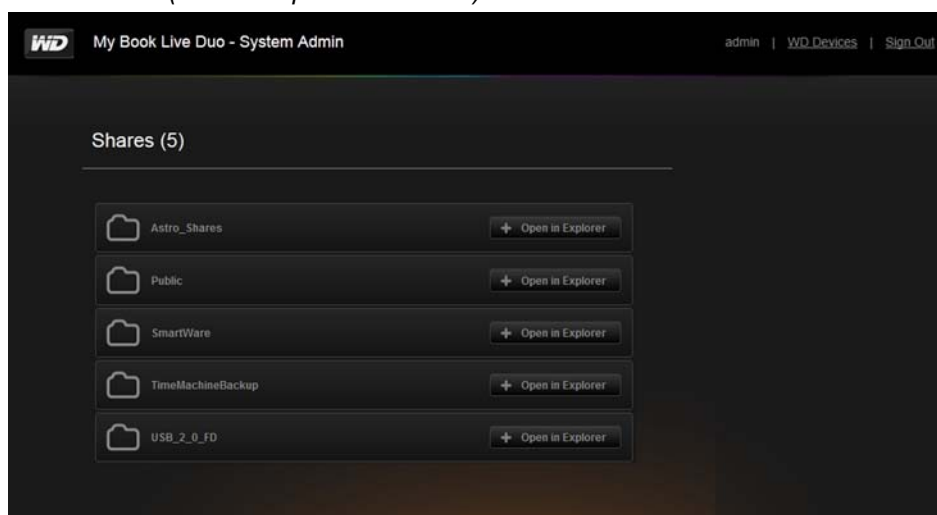 WD My Book Live Duo - System Admin admin | WD Devices | Sign Out
Shares (5)
Astro_Shares + Open in Explorer
Public + Open in Explorer
SmartWare + Open in Explorer
TimeMachineBackup + Open in Explorer
USB_2_0_FD + Open in Explorer